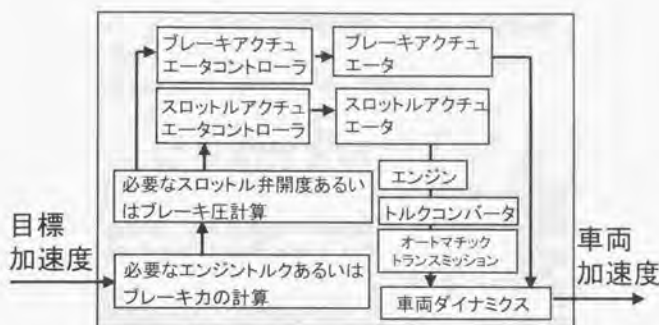 ブレーキアクチュ
エータコントローラ
ブレーキアクチュ
エータ
スロットルアクチュ
エータコントローラ
スロットルアクチュ
エータ
必要なスロットル弁開度あるい
はブレーキ圧計算
エンジン
トルクコンバータ
オートマチック
トランスミッション
目標
加速度
必要なエンジントルクあるいは
ブレーキ力の計算
車両ダイナミクス
車両
加速度